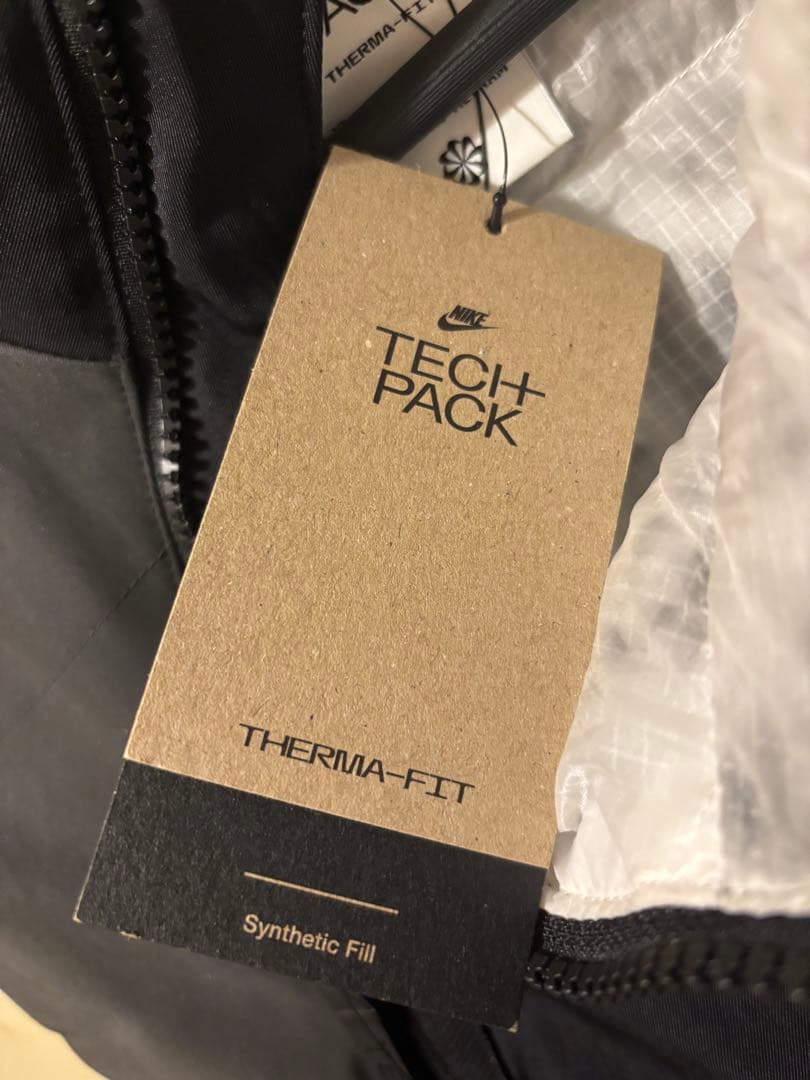 THERMA-FIT
NIKE
TECH
PACK
THERMA-FIT
Synthetic Fill